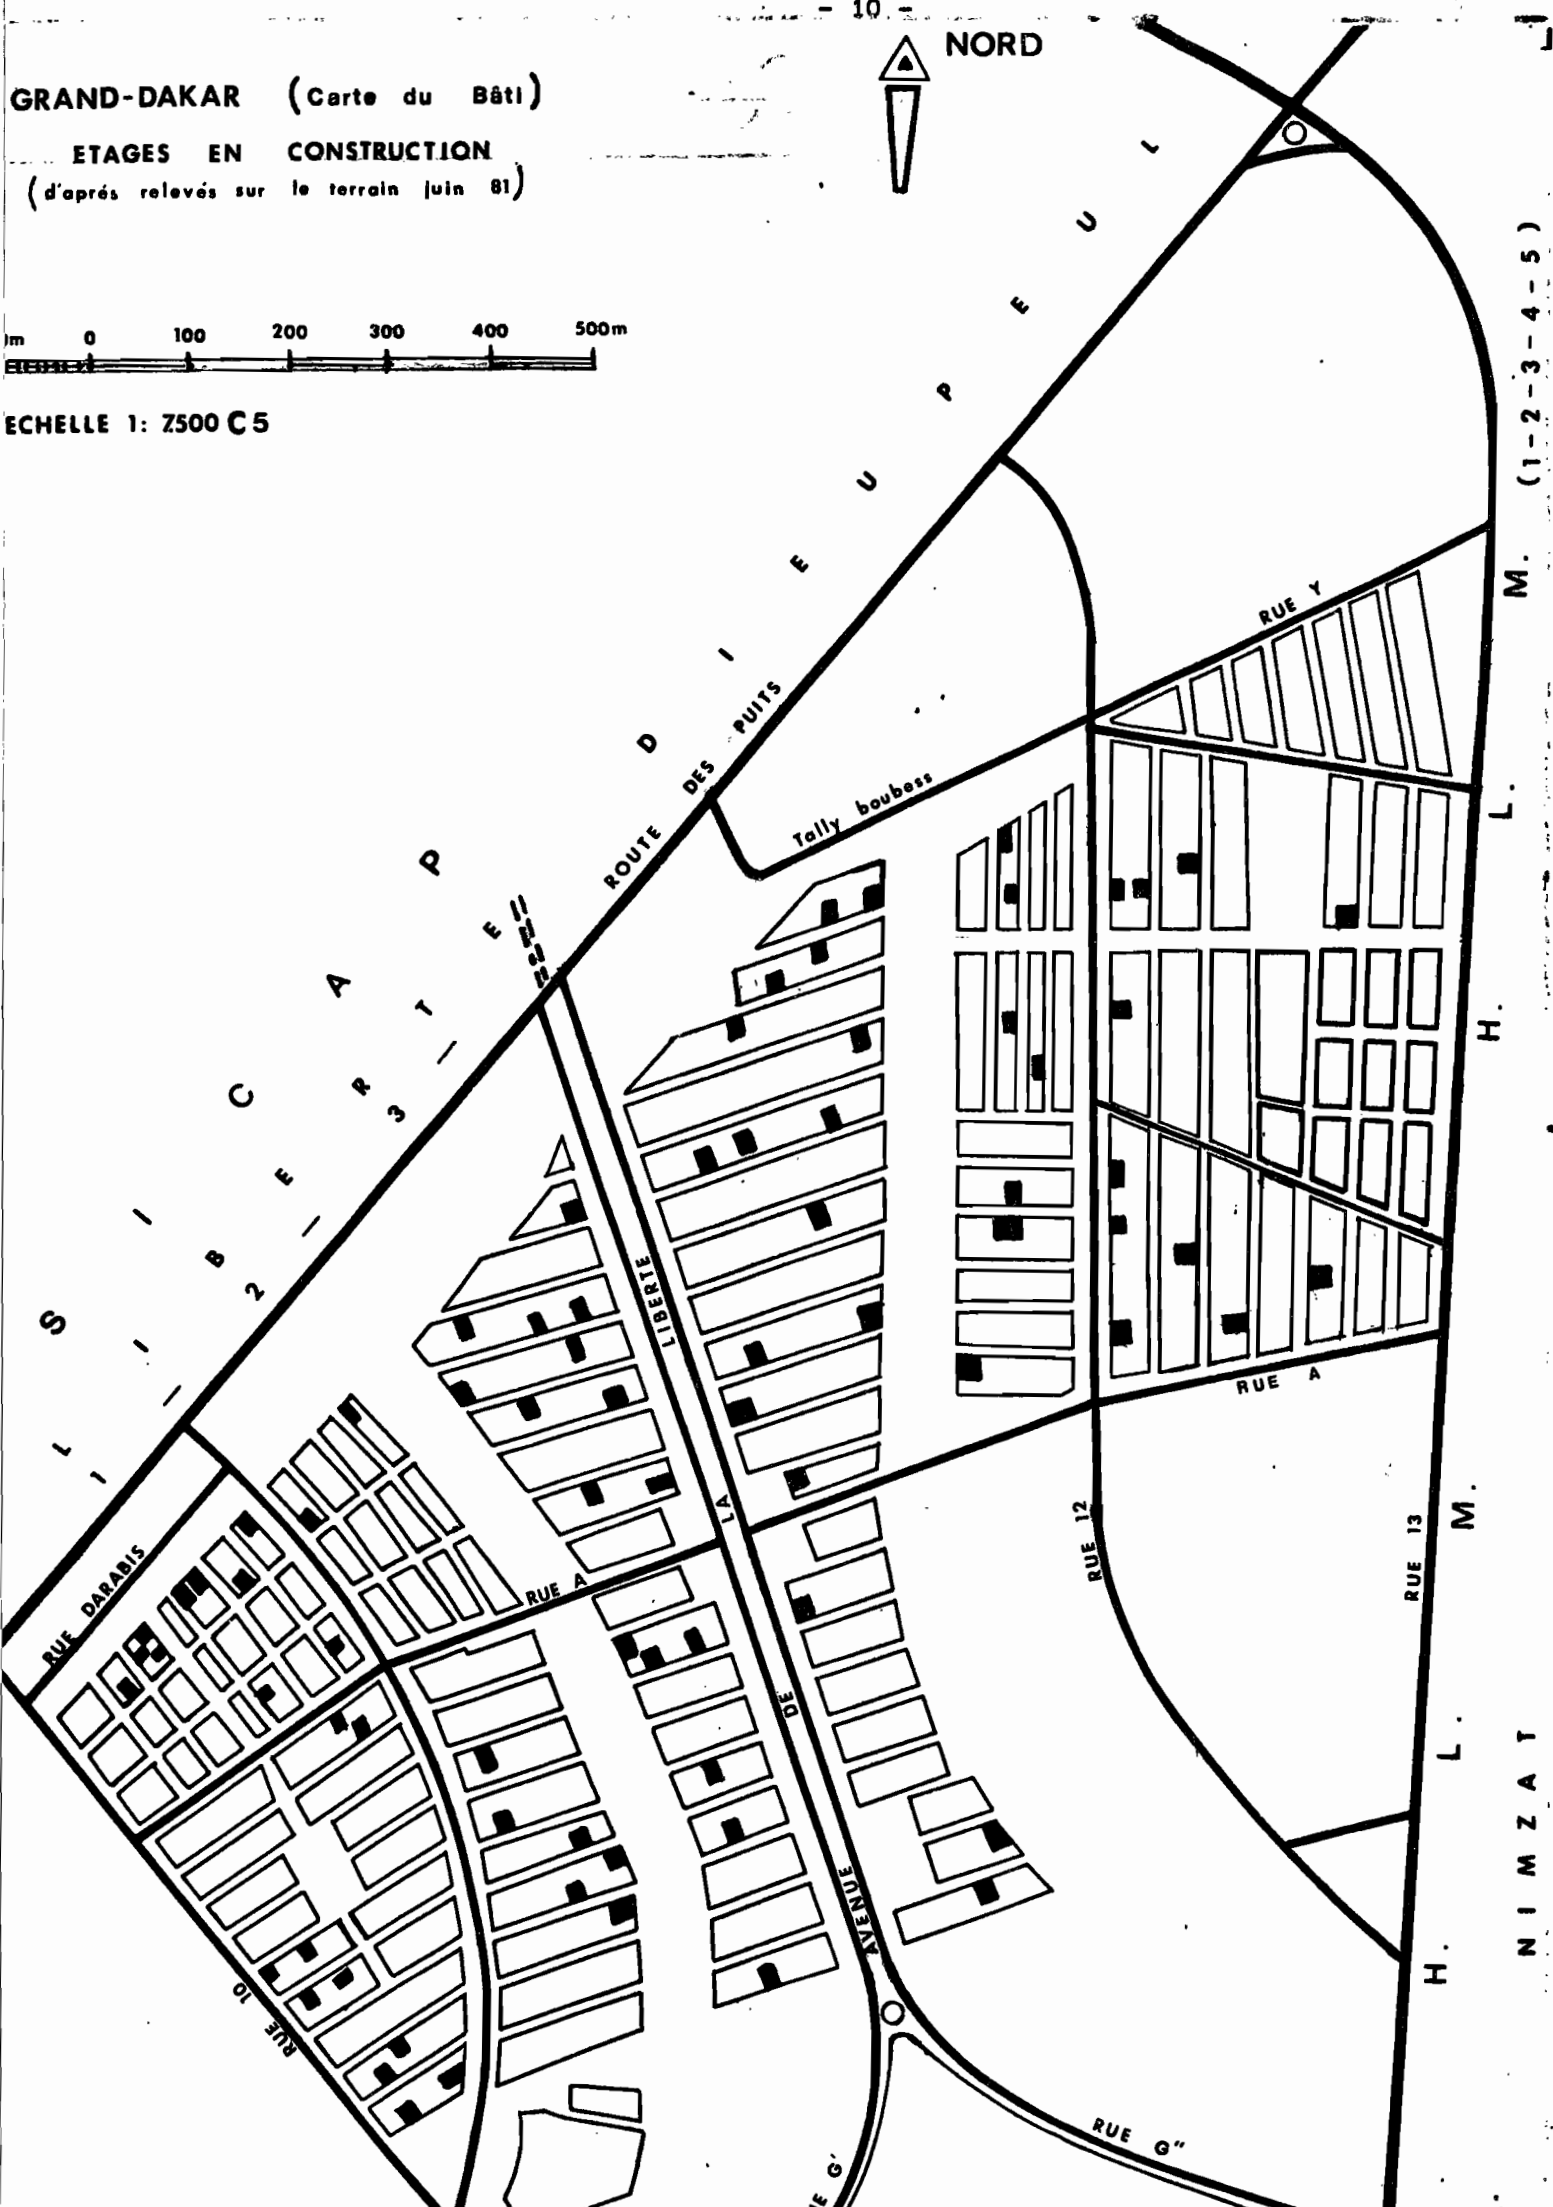 - 10 -
NORD
GRAND-DAKAR (Carte du Bâti)
ETAGES EN CONSTRUCTION
(d'aprés relevés sur le terrain juin 81)
0 100 200 300 400 500m
ECHELLE 1: 7500 C5
DIEUPEUL
SICAP
LIBERTE
1 - 2 - 3 -
ROUTE DES PUITS
Tally boubess
RUE Y
H. L. M. (1-2-3-4-5)
AVENUE DE LA LIBERTE
RUE A
RUE A
RUE DARABIS
RUE 12
RUE 13
RUE 10
H. L. M.
NIMZAT
RUE G'
RUE G"